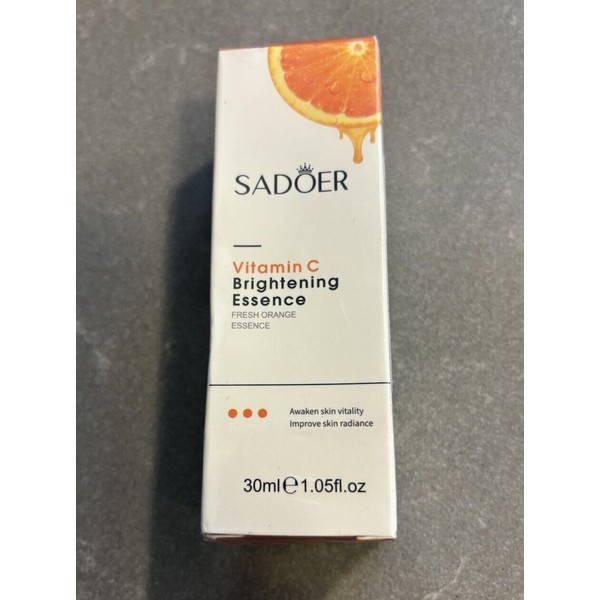 SADOER
Vitamin C
Brightening
Essence
FRESH ORANGE
ESSENCE
Awaken skin vitality
Improve skin radiance
30ml℮1.05fl.oz